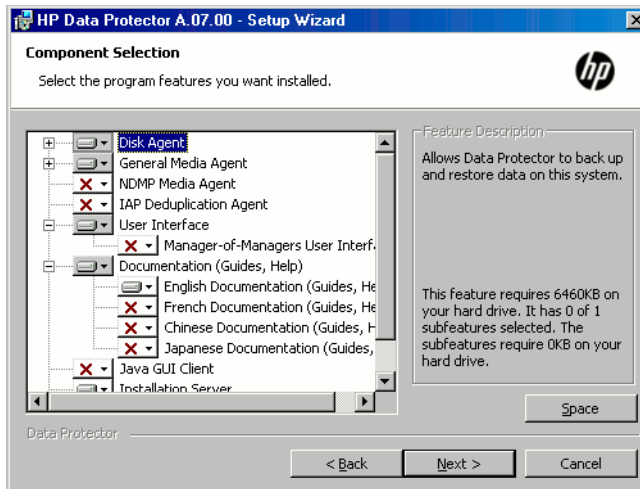 HP Data Protector A.07.00 - Setup Wizard
Component Selection
Select the program features you want installed.
hp
Disk Agent
General Media Agent
NDMP Media Agent
IAP Deduplication Agent
User Interface
Manager-of-Managers User Interf
Documentation (Guides, Help)
English Documentation (Guides, He
French Documentation (Guides, He
Chinese Documentation (Guides, H
Japanese Documentation (Guides,
Java GUI Client
Installation Server
Feature Description
Allows Data Protector to back up
and restore data on this system.
This feature requires 6460KB on
your hard drive. It has 0 of 1
subfeatures selected. The
subfeatures require 0KB on your
hard drive.
Space
Data Protector
< Back
Next >
Cancel